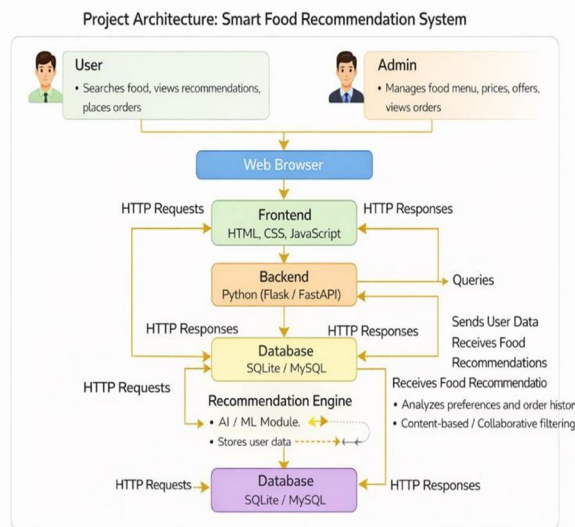 Project Architecture: Smart Food Recommendation System
User
• Searches food, views recommendations,
places orders
Admin
• Manages food menu, prices, offers,
views orders
Web Browser
HTTP Requests
HTTP Responses
Frontend
HTML, CSS, JavaScript
Backend
Python (Flask / FastAPI)
Queries
Sends User Data
Receives Food
Recommendations
HTTP Responses
HTTP Responses
Database
SQLite / MySQL
HTTP Requests
Receives Food Recommendatio
• Analyzes preferences and order histor
• Content-based / Collaborative filtering
Recommendation Engine
• AI / ML Module.
• Stores user data
Database
SQLite / MySQL
HTTP Requests
HTTP Responses